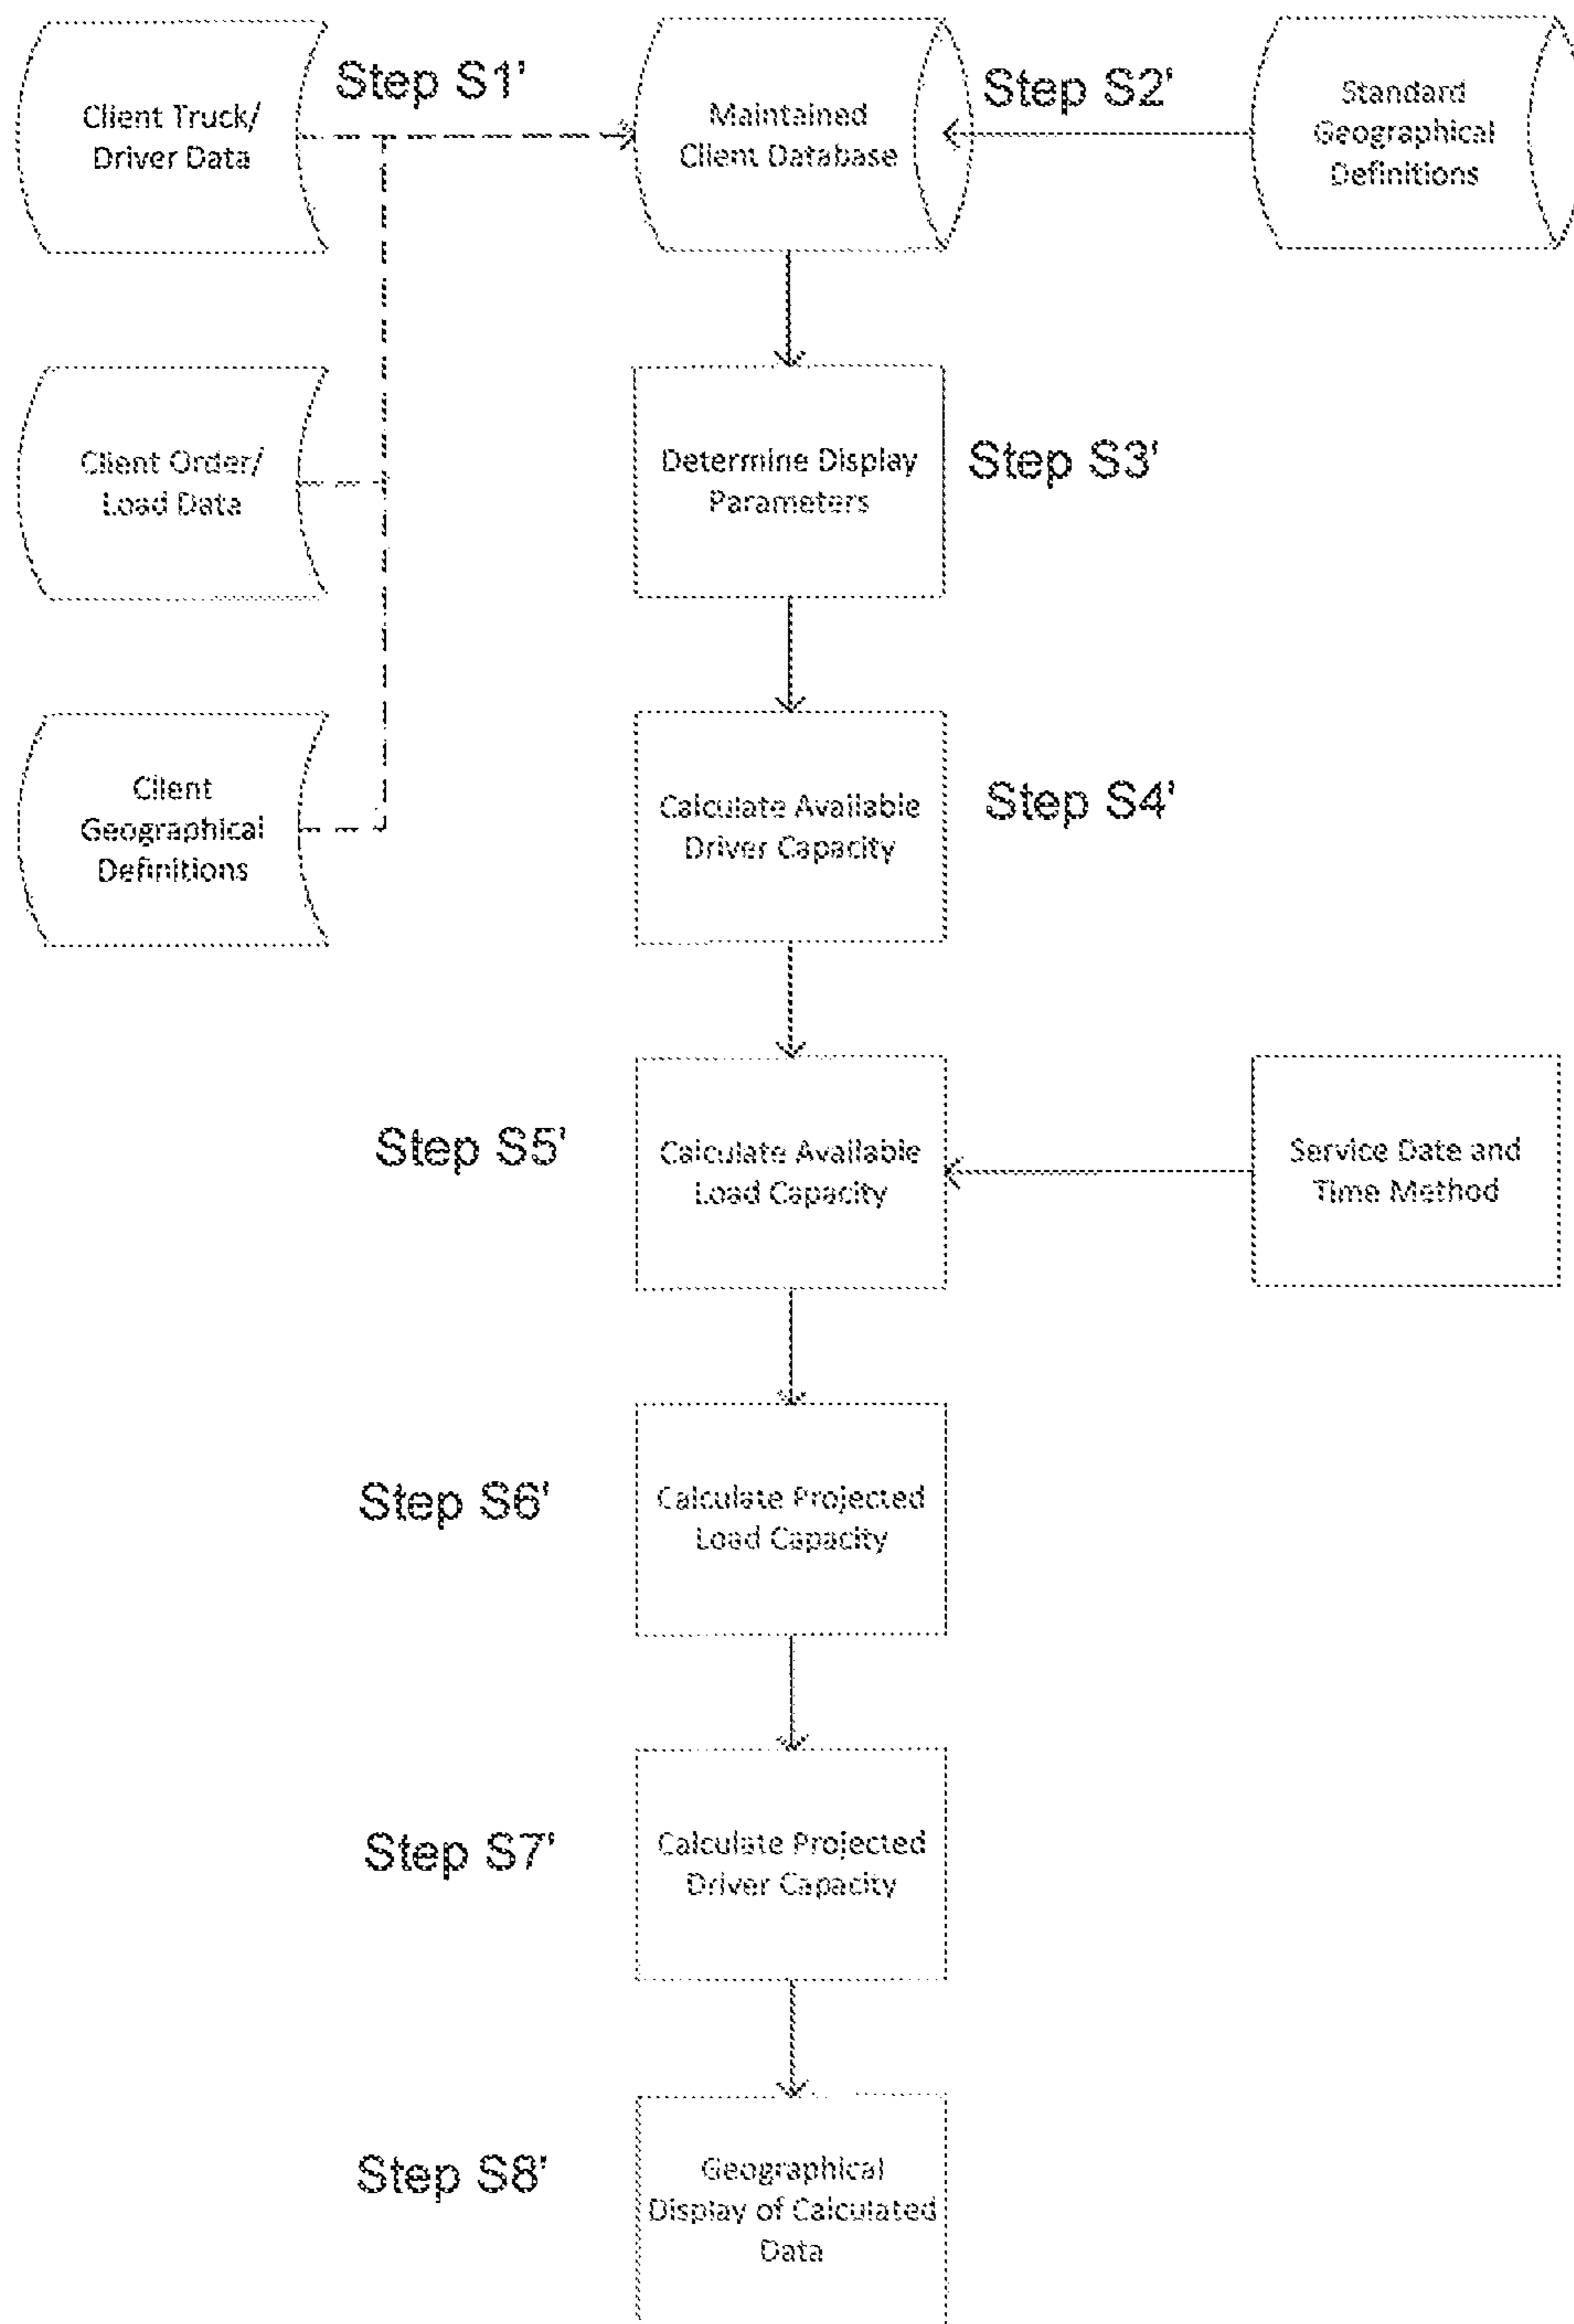 Client Truck/
Driver Data
Step S1'
Maintained
Client Database
Step S2'
Standard
Geographical
Definitions
Client Order/
Load Data
Determine Display
Parameters
Step S3'
Client
Geographical
Definitions
Calculate Available
Driver Capacity
Step S4'
Step S5'
Calculate Available
Load Capacity
Service Date and
Time Method
Step S6'
Calculate Projected
Load Capacity
Step S7'
Calculate Projected
Driver Capacity
Step S8'
Geographical
Display of Calculated
Data